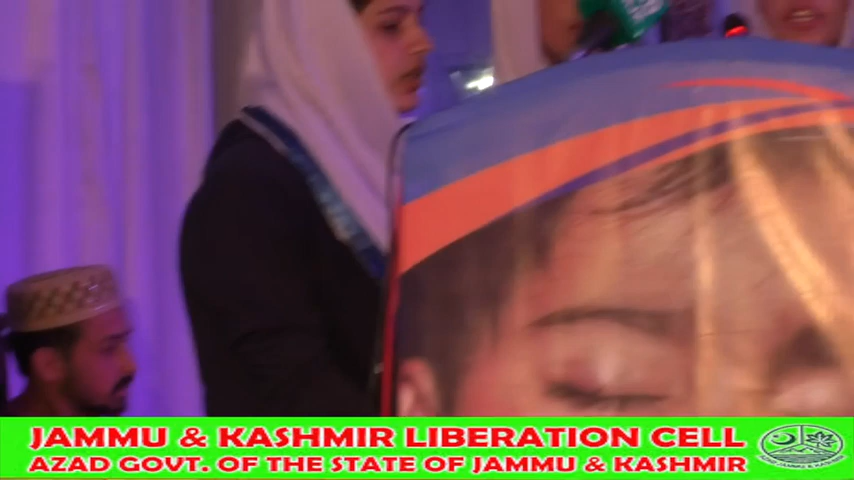 JAMMU & KASHMIR LIBERATION CELL
AZAD GOVT. OF THE STATE OF JAMMU & KASHMIR